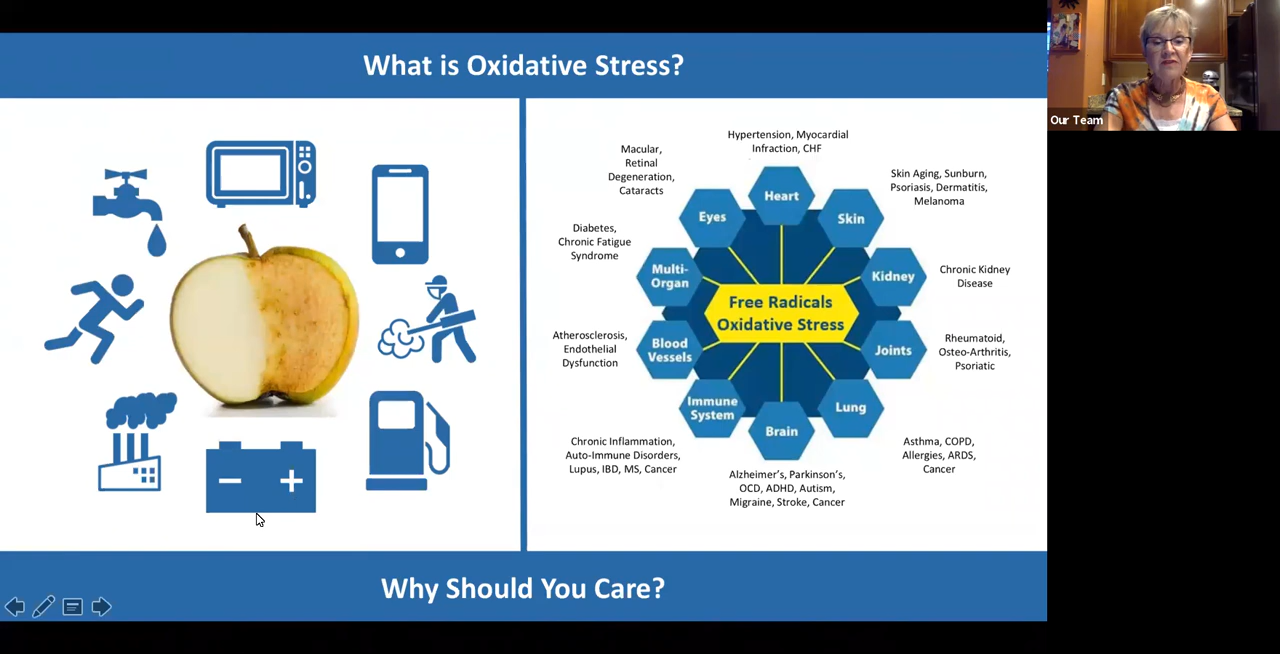 What is Oxidative Stress?
Our Team
Hypertension, Myocardial
Infraction, CHF
Macular,
Retinal
Degeneration,
Cataracts
Skin Aging, Sunburn,
Psoriasis, Dermatitis,
Melanoma
Heart
Eyes
Skin
Diabetes,
Chronic Fatigue
Syndrome
Multi-
Organ
Kidney
Chronic Kidney
Disease
Free Radicals
Oxidative Stress
Atherosclerosis,
Endothelial
Dysfunction
Blood
Vessels
Joints
Rheumatoid,
Osteo-Arthritis,
Psoriatic
Immune
System
Brain
Lung
Chronic Inflammation,
Auto-Immune Disorders,
Lupus, IBD, MS, Cancer
Alzheimer's, Parkinson's,
OCD, ADHD, Autism,
Migraine, Stroke, Cancer
Asthma, COPD,
Allergies, ARDS,
Cancer
Why Should You Care?